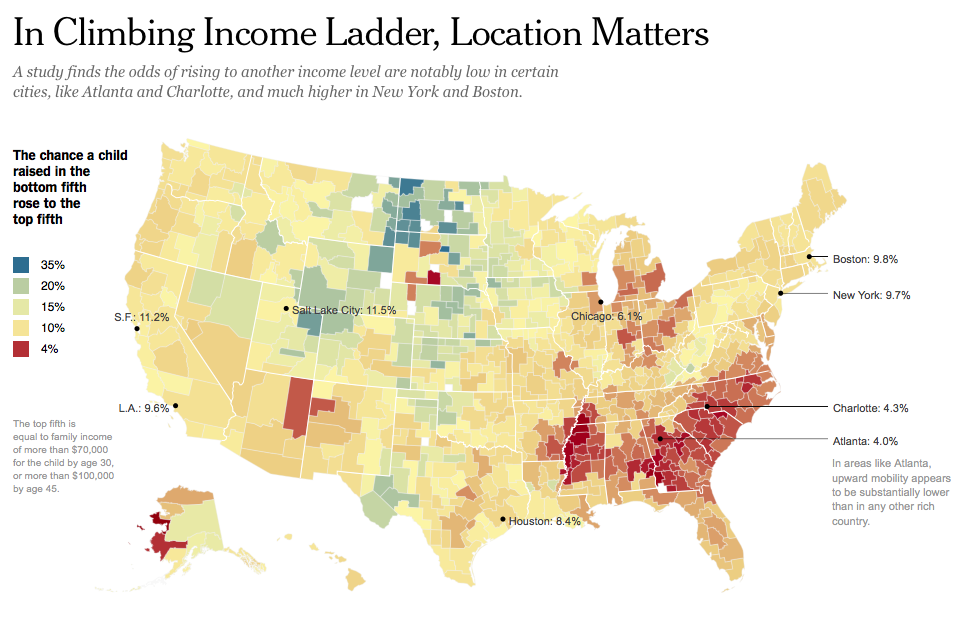 In Climbing Income Ladder, Location Matters
A study finds the odds of rising to another income level are notably low in certain
cities, like Atlanta and Charlotte, and much higher in New York and Boston.
The chance a child
raised in the
bottom fifth
rose to the
top fifth
35%
20%
15%
10%
4%
Boston: 9.8%
New York: 9.7%
Salt Lake City: 11.5%
S.F.: 11.2%
Chicago: 6.1%
L.A.: 9.6%
Charlotte: 4.3%
Atlanta: 4.0%
The top fifth is
equal to family income
of more than $70,000
for the child by age 30,
or more than $100,000
by age 45.
In areas like Atlanta,
upward mobility appears
to be substantially lower
than in any other rich
country.
Houston: 8.4%